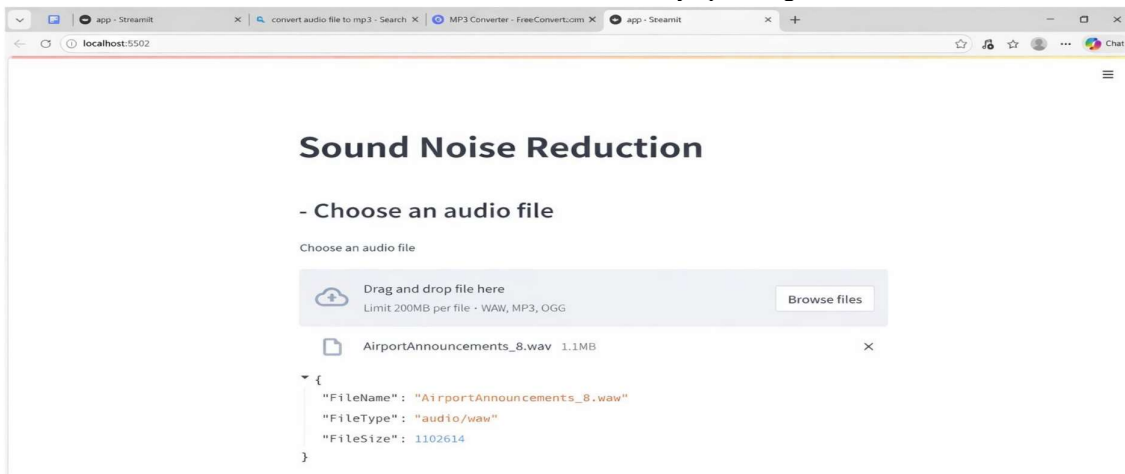 app - Streamlit
convert audio file to mp3 - Search
MP3 Converter - FreeConvert.com
app - Steamit
localhost:5502
Chat
Sound Noise Reduction
- Choose an audio file
Choose an audio file
Drag and drop file here
Limit 200MB per file • WAW, MP3, OGG
Browse files
AirportAnnouncements_8.wav 1.1MB
{
"FileName": "AirportAnnouncements_8.waw"
"FileType": "audio/waw"
"FileSize": 1102614
}